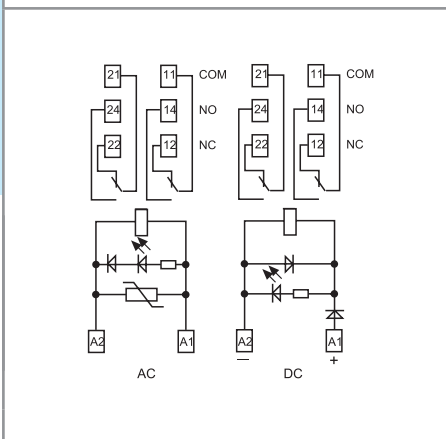 21 11 COM 21 11 COM
24 14 NO 24 14 NO
22 12 NC 22 12 NC
A2 A1 A2 A1
— +
AC DC